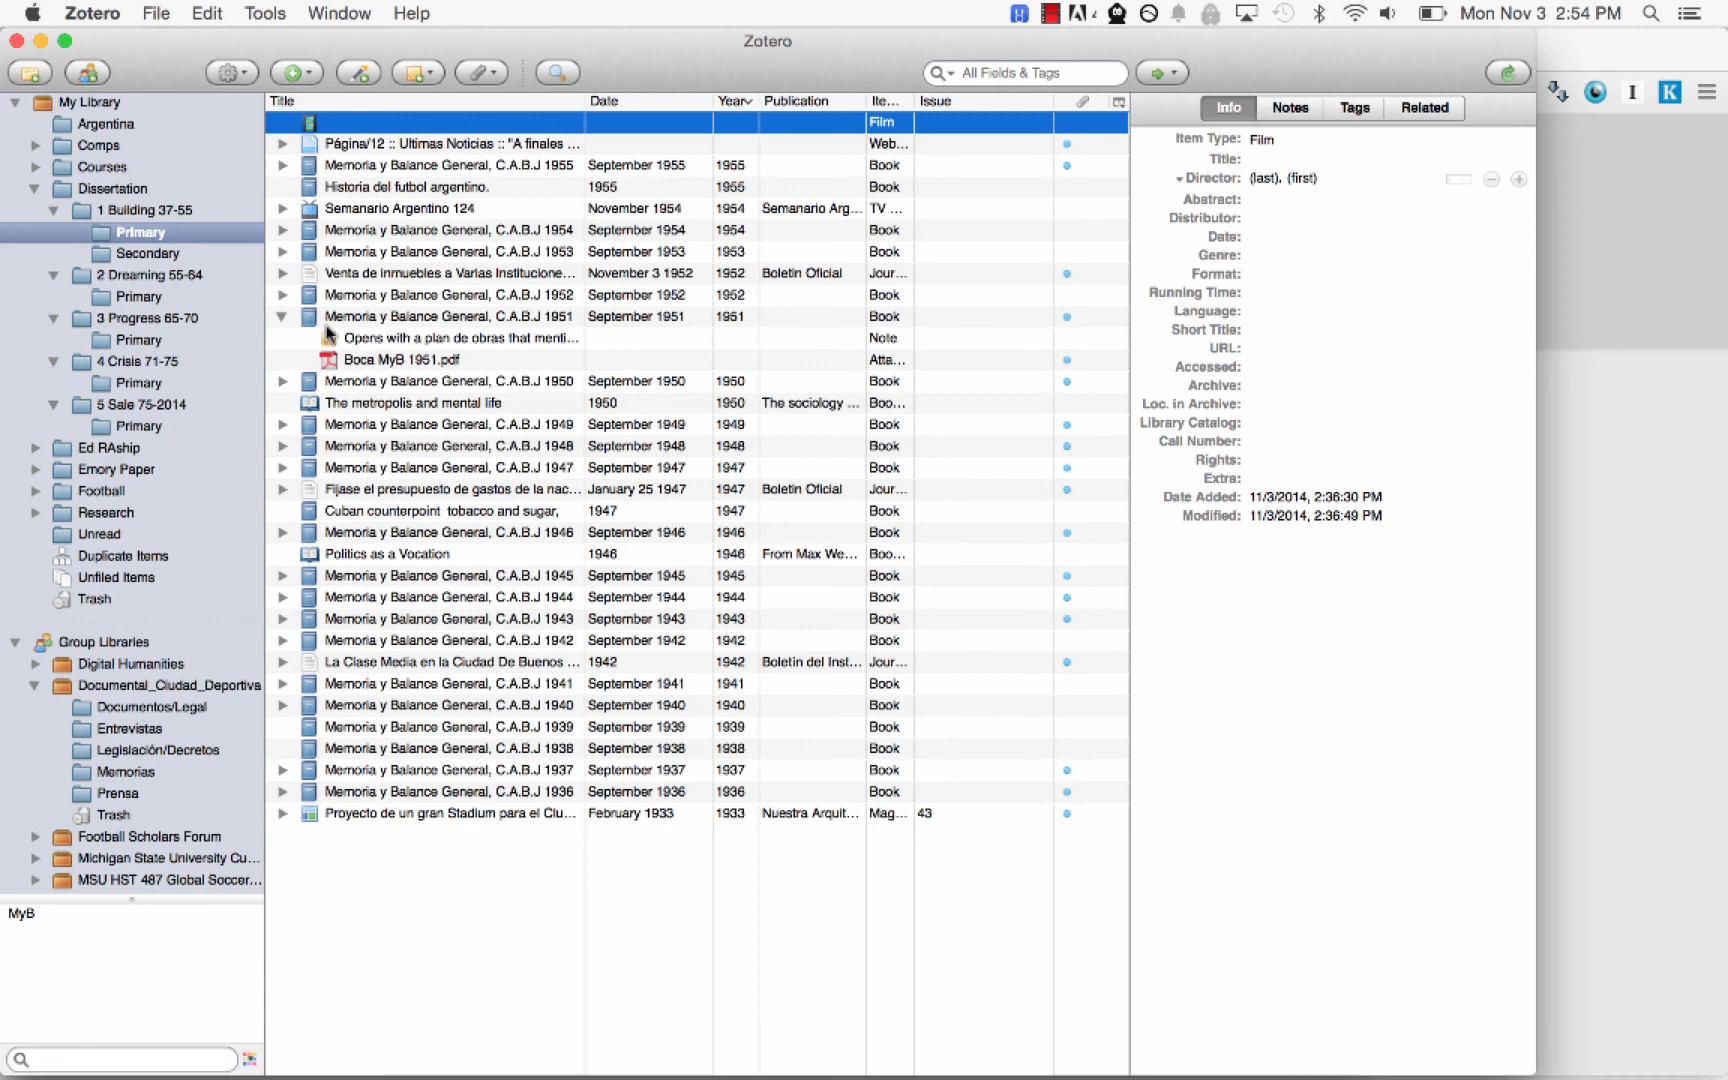 Zotero File Edit Tools Window Help
4 Mon Nov 3 2:54 PM
Zotero
All Fields & Tags
I K
My Library
Argentina
Comps
Courses
Dissertation
1 Building 37-55
Primary
Secondary
2 Dreaming 55-64
Primary
3 Progress 65-70
Primary
4 Crisis 71-75
Primary
5 Sale 75-2014
Primary
Ed RAship
Emory Paper
Football
Research
Unread
Duplicate Items
Unfiled Items
Trash
Group Libraries
Digital Humanities
Documental_Ciudad_Deportiva
Documentos/Legal
Entrevistas
Legislación/Decretos
Memorias
Prensa
Trash
Football Scholars Forum
Michigan State University Cu...
MSU HST 487 Global Soccer...
MyB
Title Date Year Publication Ite... Issue
Film
Página/12 :: Ultimas Noticias :: "A finales ... Web...
Memoria y Balance General, C.A.B.J 1955 September 1955 1955 Book
Historia del futbol argentino. 1955 1955 Book
Semanario Argentino 124 November 1954 1954 Semanario Arg... TV ...
Memoria y Balance General, C.A.B.J 1954 September 1954 1954 Book
Memoria y Balance General, C.A.B.J 1953 September 1953 1953 Book
Venta de inmuebles a Varias Institucione... November 3 1952 1952 Boletin Oficial Jour...
Memoria y Balance General, C.A.B.J 1952 September 1952 1952 Book
Memoria y Balance General, C.A.B.J 1951 September 1951 1951 Book
Opens with a plan de obras that menti... Note
Boca MyB 1951.pdf Atta...
Memoria y Balance General, C.A.B.J 1950 September 1950 1950 Book
The metropolis and mental life 1950 1950 The sociology ... Boo...
Memoria y Balance General, C.A.B.J 1949 September 1949 1949 Book
Memoria y Balance General, C.A.B.J 1948 September 1948 1948 Book
Memoria y Balance General, C.A.B.J 1947 September 1947 1947 Book
Fijase el presupuesto de gastos de la nac... January 25 1947 1947 Boletin Oficial Jour...
Cuban counterpoint tobacco and sugar, 1947 1947 Book
Memoria y Balance General, C.A.B.J 1946 September 1946 1946 Book
Politics as a Vocation 1946 1946 From Max We... Boo...
Memoria y Balance General, C.A.B.J 1945 September 1945 1945 Book
Memoria y Balance General, C.A.B.J 1944 September 1944 1944 Book
Memoria y Balance General, C.A.B.J 1943 September 1943 1943 Book
Memoria y Balance General, C.A.B.J 1942 September 1942 1942 Book
La Clase Media en la Ciudad De Buenos ... 1942 1942 Boletin del Inst... Jour...
Memoria y Balance General, C.A.B.J 1941 September 1941 1941 Book
Memoria y Balance General, C.A.B.J 1940 September 1940 1940 Book
Memoria y Balance General, C.A.B.J 1939 September 1939 1939 Book
Memoria y Balance General, C.A.B.J 1938 September 1938 1938 Book
Memoria y Balance General, C.A.B.J 1937 September 1937 1937 Book
Memoria y Balance General, C.A.B.J 1936 September 1936 1936 Book
Proyecto de un gran Stadium para el Clu... February 1933 1933 Nuestra Arquit... Mag... 43
Info Notes Tags Related
Item Type: Film
Title:
Director: (last), (first)
Abstract:
Distributor:
Date:
Genre:
Format:
Running Time:
Language:
Short Title:
URL:
Accessed:
Archive:
Loc. in Archive:
Library Catalog:
Call Number:
Rights:
Extra:
Date Added: 11/3/2014, 2:36:30 PM
Modified: 11/3/2014, 2:36:49 PM